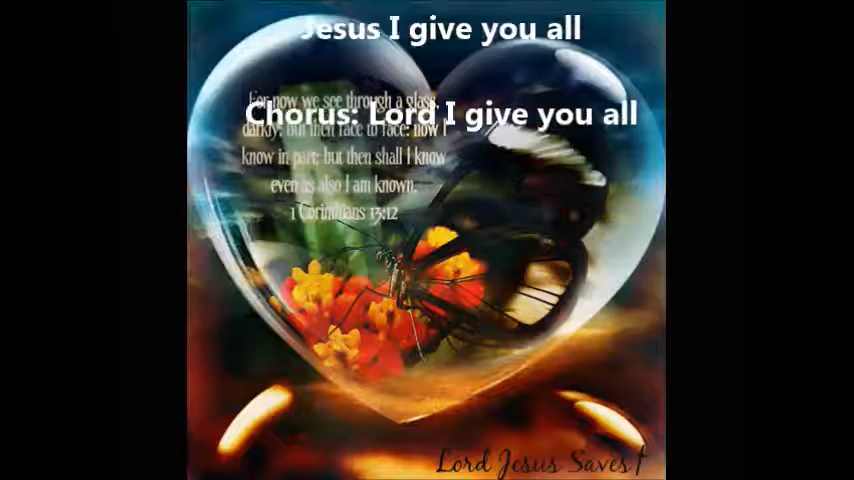 Jesus I give you all
For now we see through a glass,
Chorus: Lord I give you all
darkly; but then face to face: now I
know in part; but then shall I know
even as also I am known.
1 Corinthians 13:12
Lord Jesus Saves!